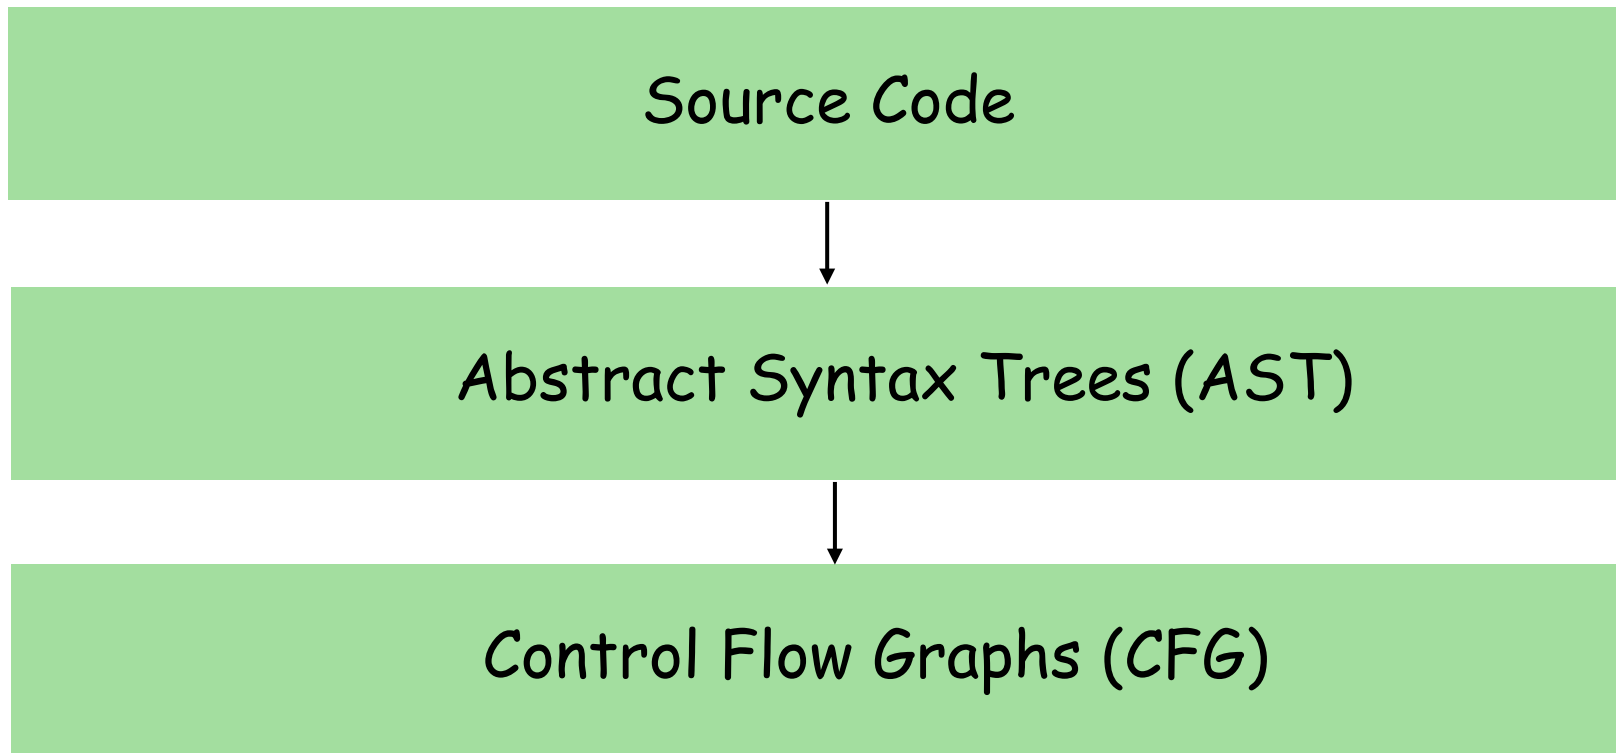 Source Code
Abstract Syntax Trees (AST)
Control Flow Graphs (CFG)